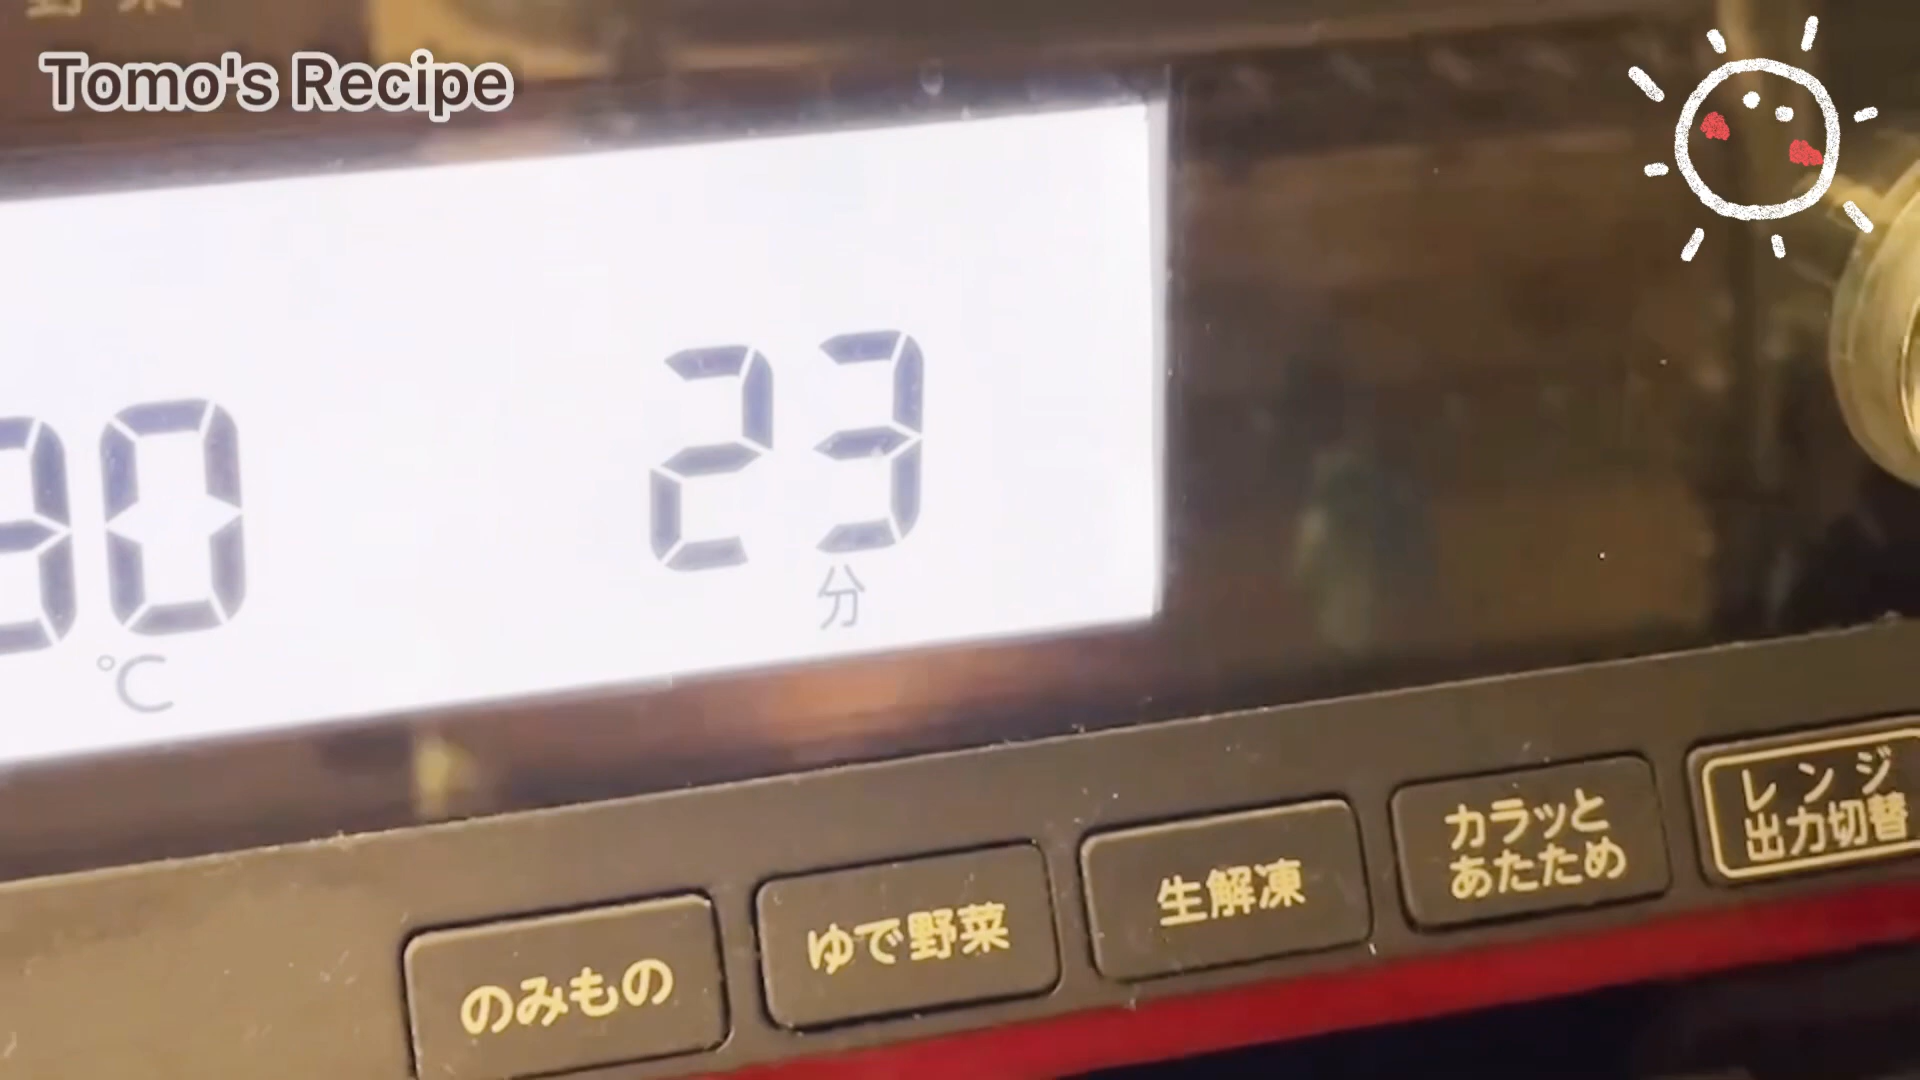 Tomo's Recipe
23
分
℃
のみもの
ゆで野菜
生解凍
カラッと
あたため
レンジ
出力切替